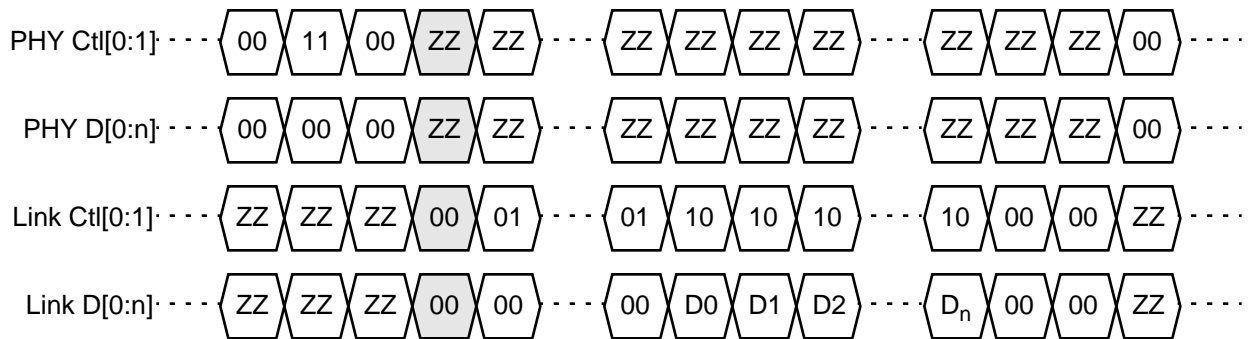 PHY Ctl[0:1] 00 11 00 ZZ ZZ ZZ ZZ ZZ ZZ ZZ ZZ ZZ 00
PHY D[0:n] 00 00 00 ZZ ZZ ZZ ZZ ZZ ZZ ZZ ZZ ZZ 00
Link Ctl[0:1] ZZ ZZ ZZ 00 01 01 10 10 10 10 00 00 ZZ
Link D[0:n] ZZ ZZ ZZ 00 00 00 D0 D1 D2 Dn 00 00 ZZ